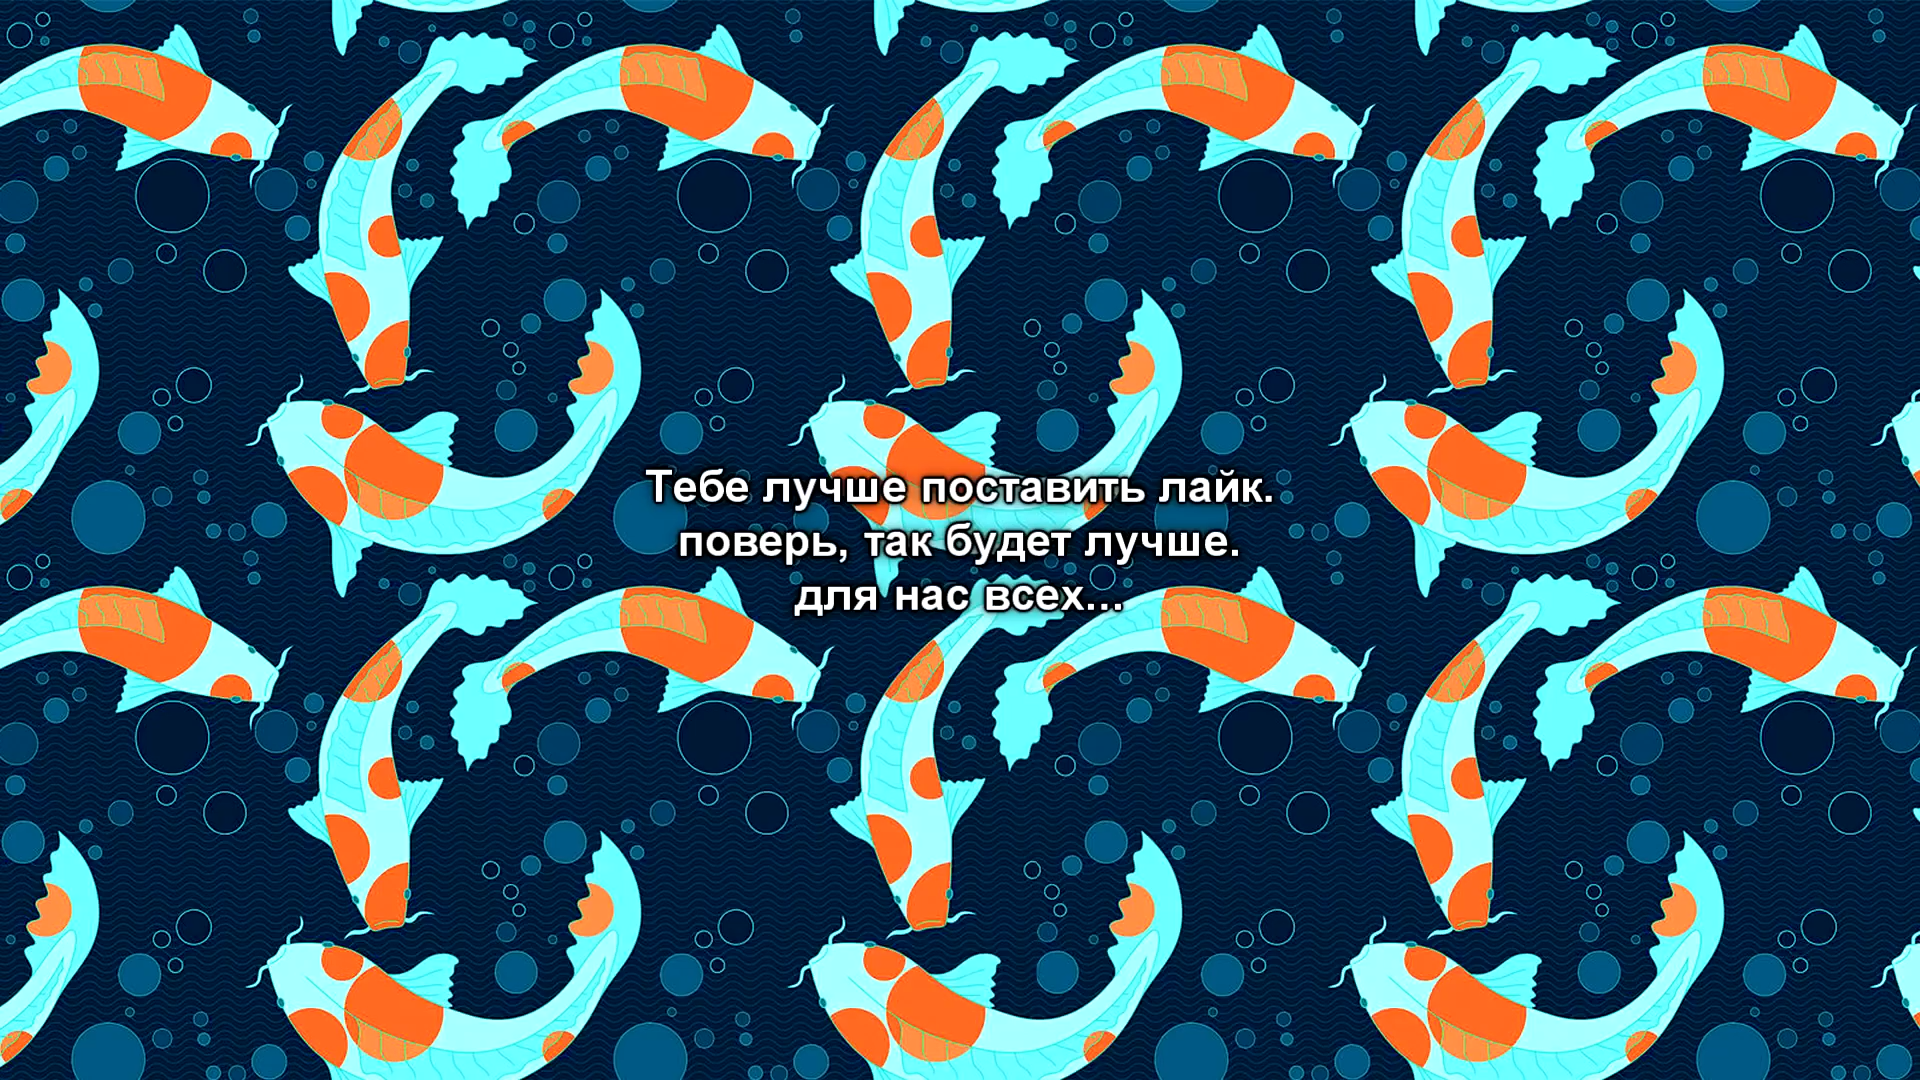 Тебе лучше поставить лайк.
поверь, так будет лучше.
для нас всех...